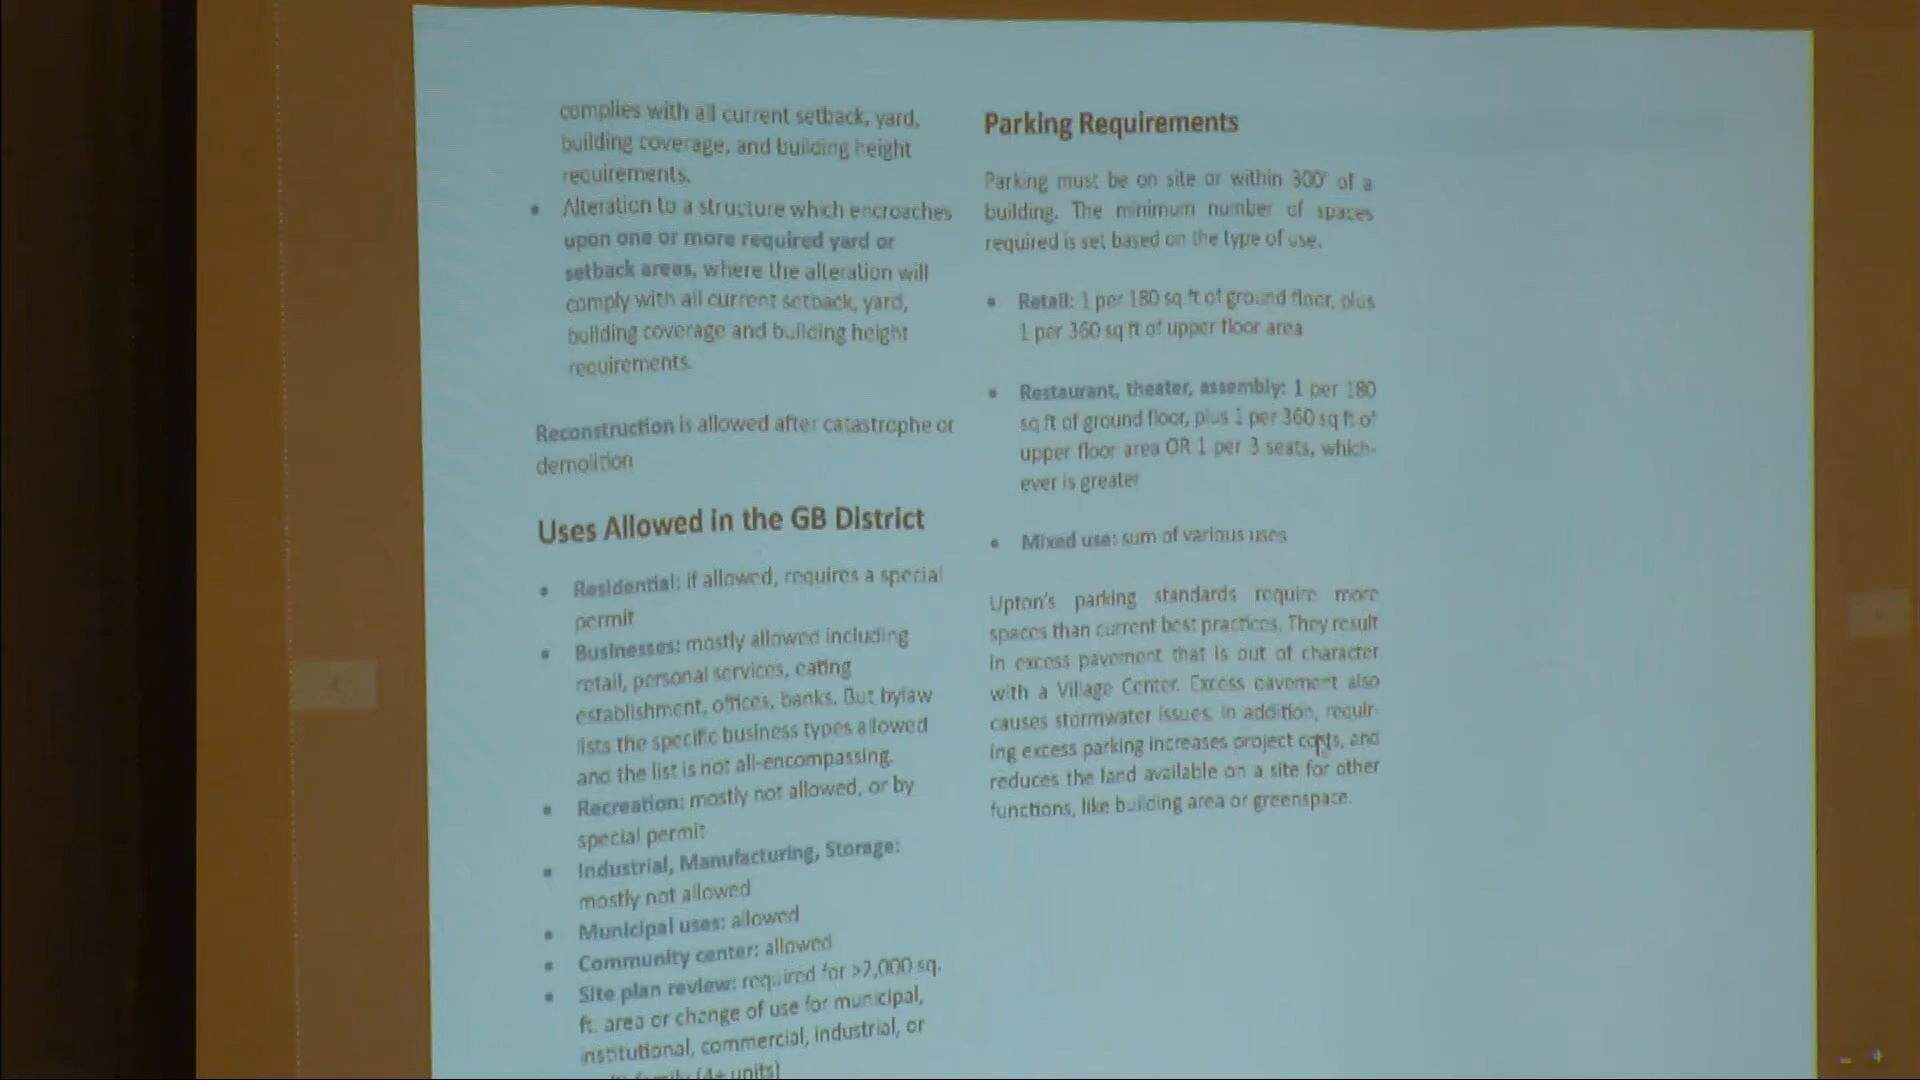 complies with all current setback, yard,
building coverage, and building height
requirements.
• Alteration to a structure which encroaches
upon one or more required yard or
setback areas, where the alteration will
comply with all current setback, yard,
building coverage and building height
requirements.
Reconstruction is allowed after catastrophe or
demolition
Uses Allowed in the GB District
• Residential: if allowed, requires a special
permit
• Businesses: mostly allowed including
retail, personal services, eating
establishment, offices, banks. But bylaw
lists the specific business types allowed
and the list is not all-encompassing.
• Recreation: mostly not allowed, or by
special permit
• Industrial, Manufacturing, Storage:
mostly not allowed
• Municipal uses: allowed
• Community center: allowed
• Site plan review: required for >2,000 sq.
ft. area or change of use for municipal,
institutional, commercial, industrial, or
family (4+ units)
Parking Requirements
Parking must be on site or within 300' of a
building. The minimum number of spaces
required is set based on the type of use.
• Retail: 1 per 180 sq ft of ground floor, plus
1 per 360 sq ft of upper floor area
• Restaurant, theater, assembly: 1 per 180
sq ft of ground floor, plus 1 per 360 sq ft of
upper floor area OR 1 per 3 seats, which-
ever is greater
• Mixed use: sum of various uses
Upton's parking standards require more
spaces than current best practices. They result
in excess pavement that is out of character
with a Village Center. Excess pavement also
causes stormwater issues. In addition, requir-
ing excess parking increases project costs, and
reduces the land available on a site for other
functions, like building area or greenspace.